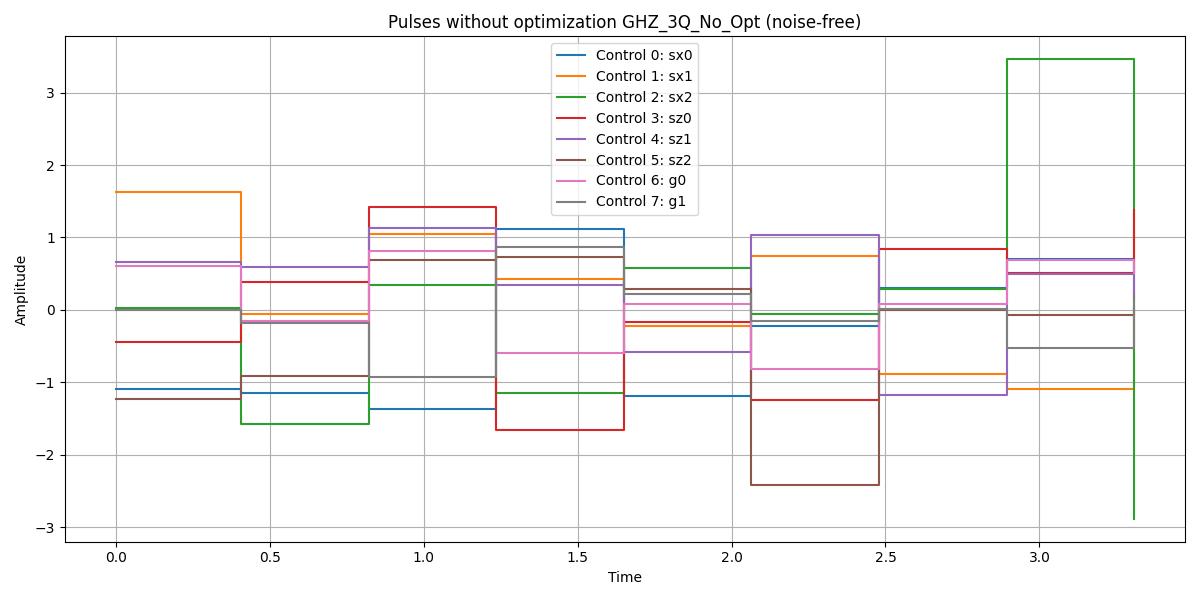 Pulses without optimization GHZ_3Q_No_Opt (noise-free)
Control 0: sx0
Control 1: sx1
Control 2: sx2
Control 3: sz0
Control 4: sz1
Control 5: sz2
Control 6: g0
Control 7: g1
3
2
1
0
−1
−2
−3
Amplitude
0.0 0.5 1.0 1.5 2.0 2.5 3.0
Time